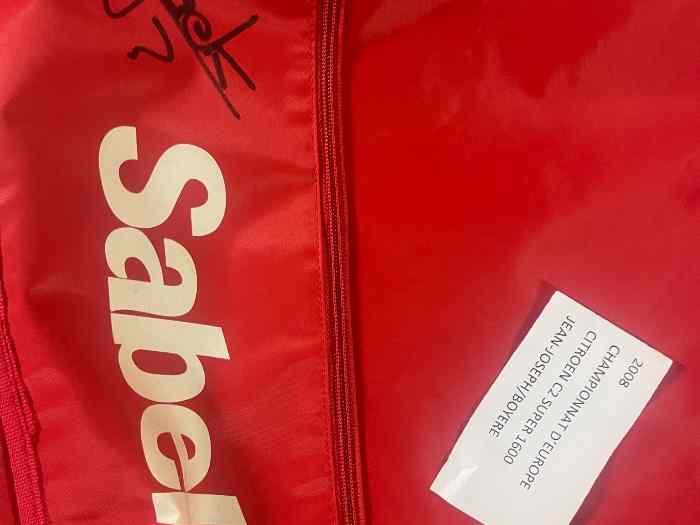 Sabel
2008
CHAMPIONNAT D'EUROPE
CITROEN C2 SUPER 1600
JEAN-JOSEPH/BOYERE